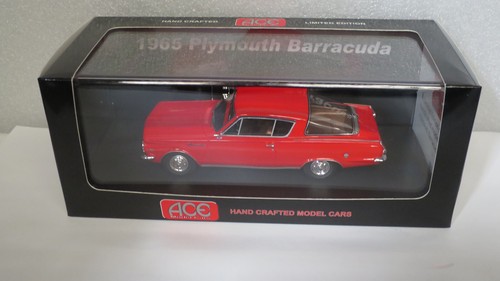 HAND CRAFTED ACE LIMITED EDITION
1965 Plymouth Barracuda
ACE HAND CRAFTED MODEL CARS